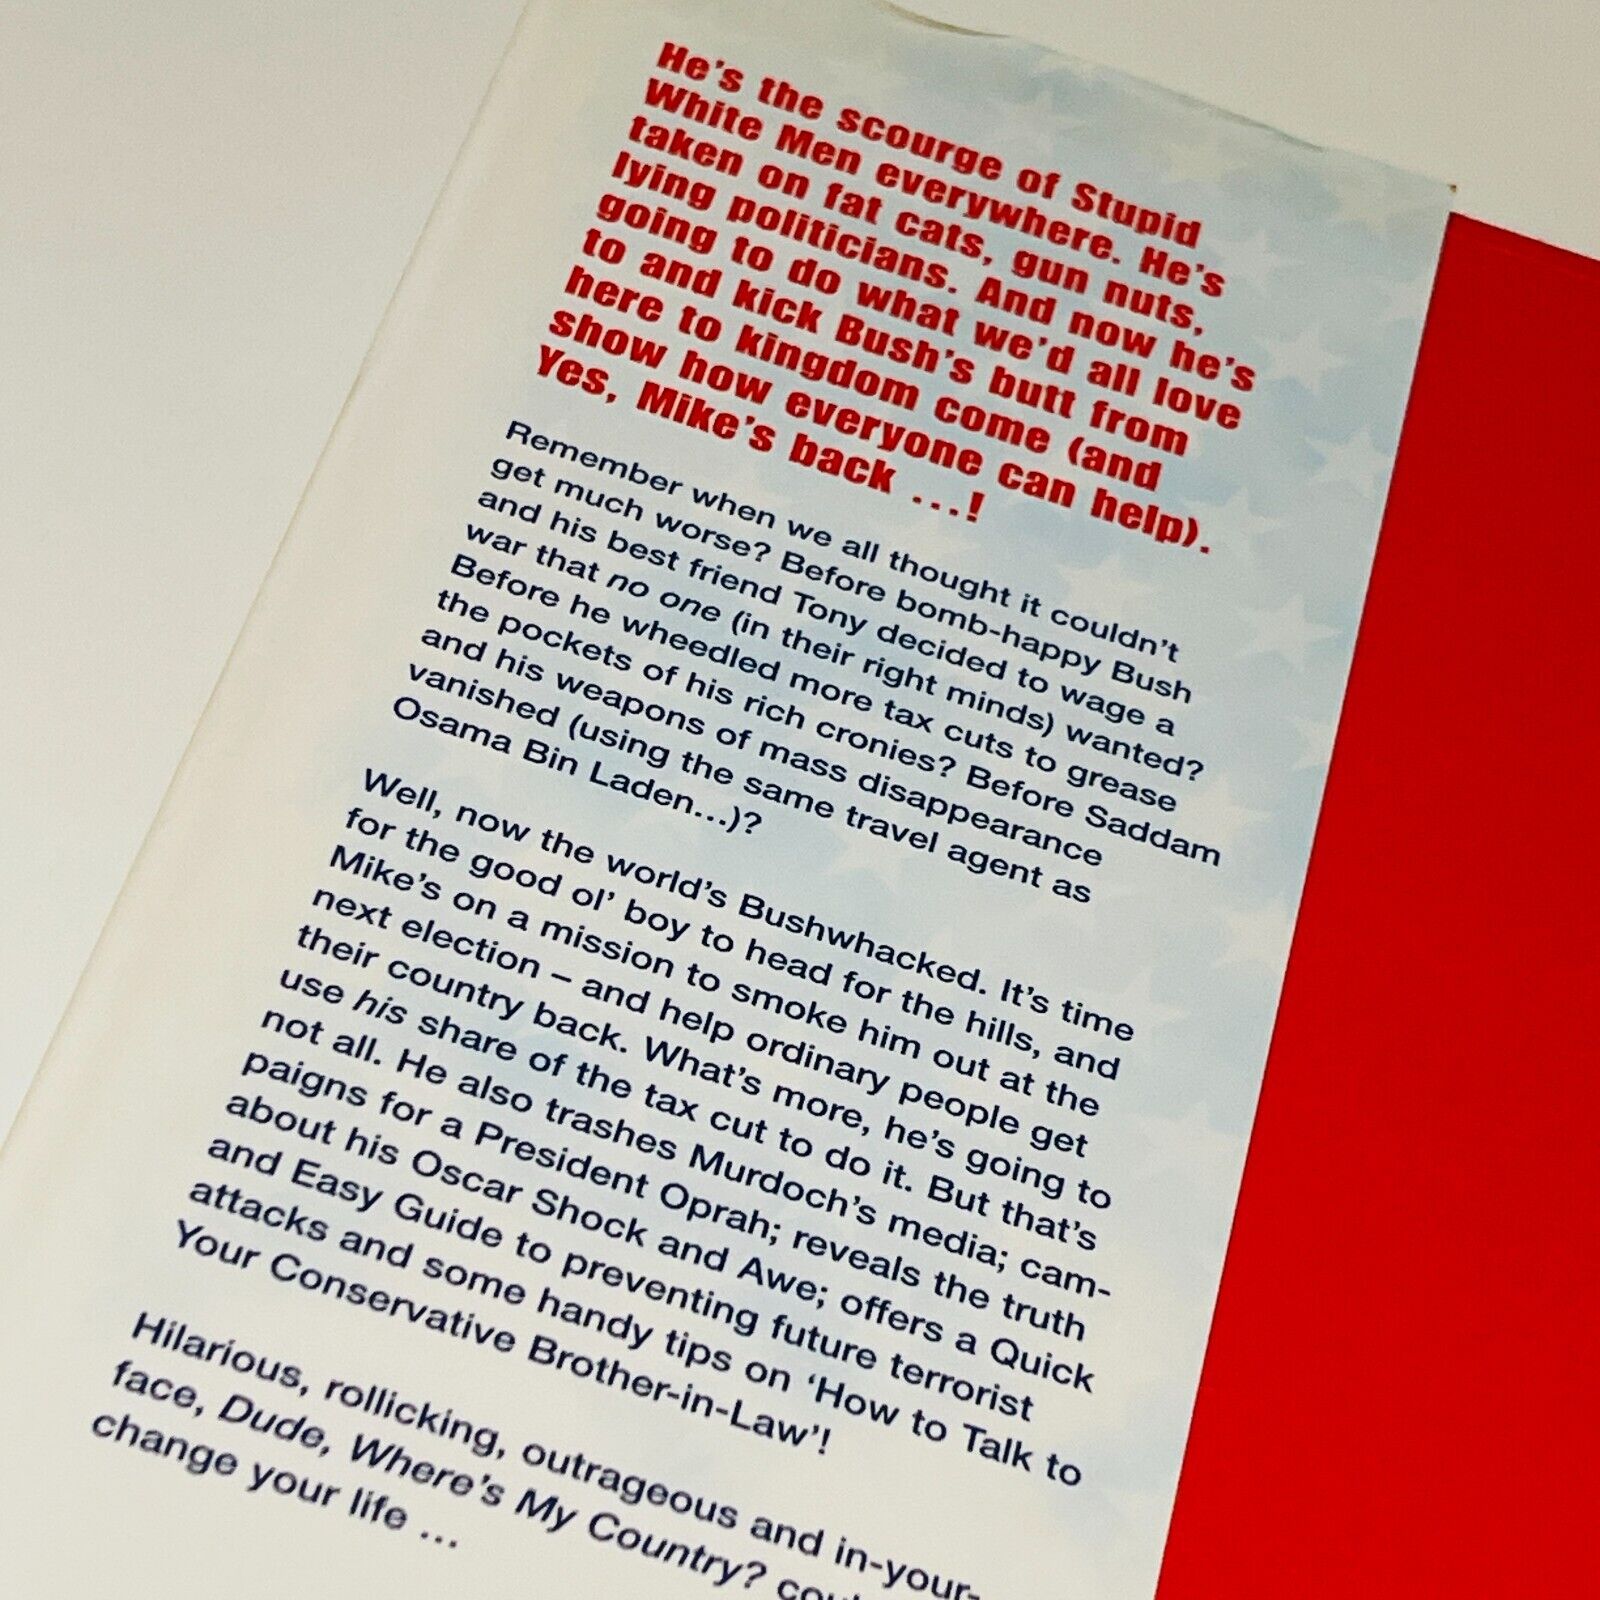 He's the scourge of Stupid
White Men everywhere. He's
taken on fat cats, gun nuts,
lying politicians. And now he's
going to do what we'd all love
to and kick Bush's butt from
here to kingdom come (and
show how everyone can help).
Yes, Mike's back ...!
Remember when we all thought it couldn't
get much worse? Before bomb-happy Bush
and his best friend Tony decided to wage a
war that no one (in their right minds) wanted?
Before he wheedled more tax cuts to grease
the pockets of his rich cronies? Before Saddam
and his weapons of mass disappearance
vanished (using the same travel agent as
Osama Bin Laden...)?
Well, now the world's Bushwhacked. It's time
for the good ol' boy to head for the hills, and
Mike's on a mission to smoke him out at the
next election – and help ordinary people get
their country back. What's more, he's going to
use his share of the tax cut to do it. But that's
not all. He also trashes Murdoch's media; cam-
paigns for a President Oprah; reveals the truth
about his Oscar Shock and Awe; offers a Quick
and Easy Guide to preventing future terrorist
attacks and some handy tips on ‘How to Talk to
Your Conservative Brother-in-Law’!
Hilarious, rollicking, outrageous and in-your-
face, Dude, Where's My Country?
change your life ...